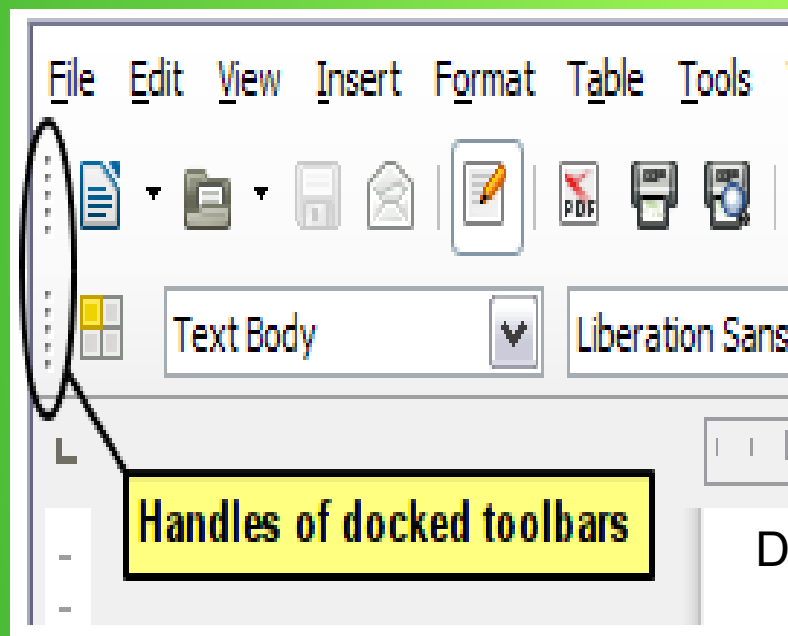 File Edit View Insert Format Table Tools
PDF
Text Body Liberation Sans
Handles of docked toolbars
D